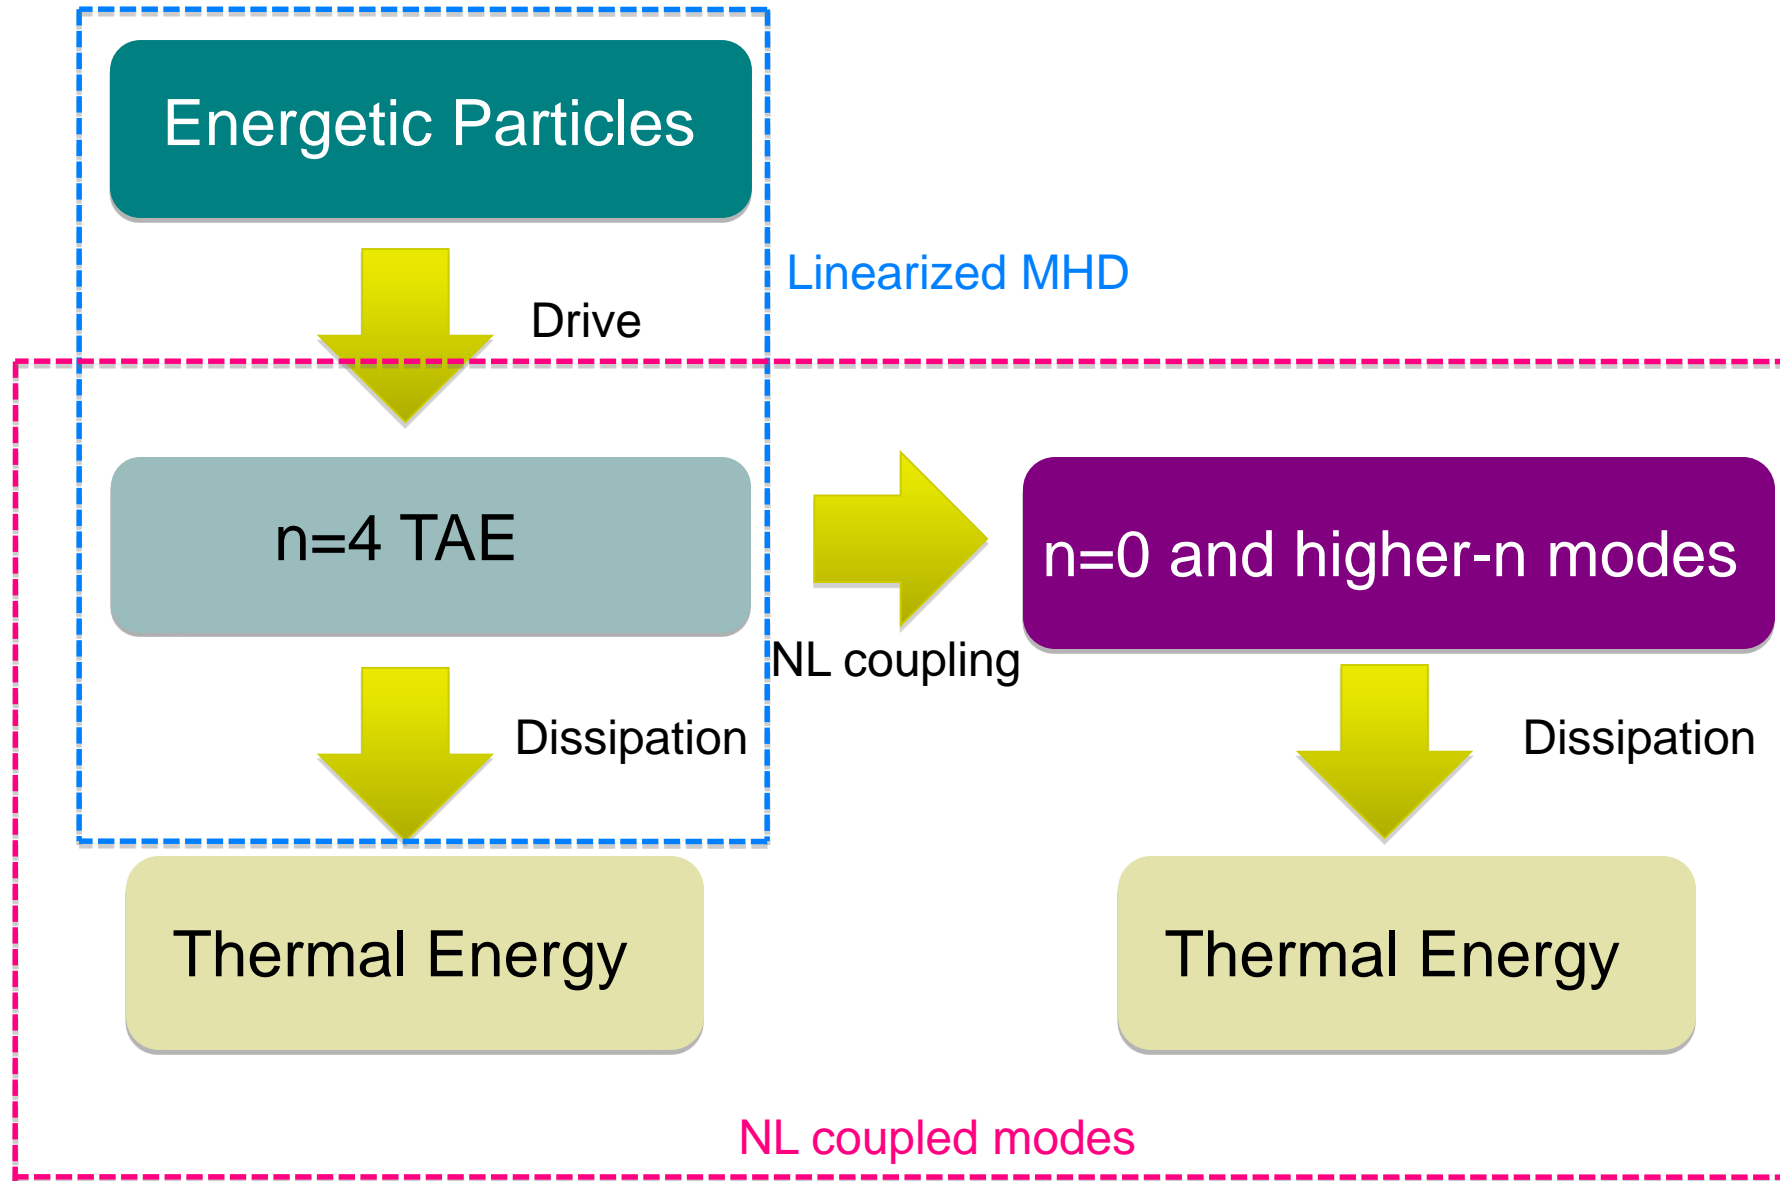 Energetic Particles
Linearized MHD
Drive
n=4 TAE
n=0 and higher-n modes
NL coupling
Dissipation
Dissipation
Thermal Energy
Thermal Energy
NL coupled modes